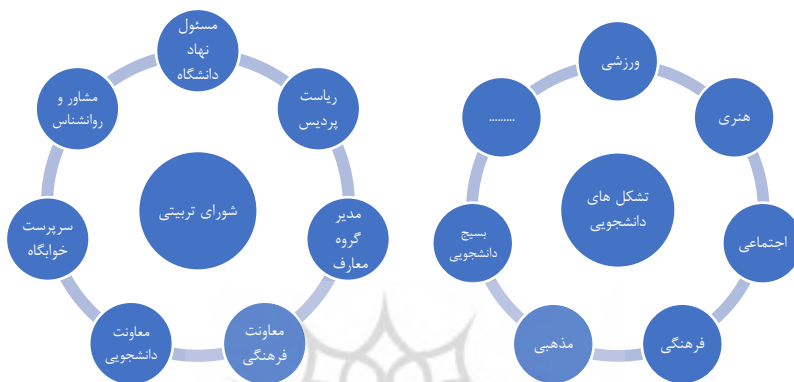 مسئول
نهاد
دانشگاه
ریاست
پردیس
مدیر
گروه
معارف
معاونت
فرهنگی
معاونت
دانشجویی
سرپرست
خوابگاه
مشاور و
روانشناس
شورای تربیتی
ورزشی
هنری
اجتماعی
فرهنگی
مذهبی
بسیج
دانشجویی
.........
تشکل های
دانشجویی